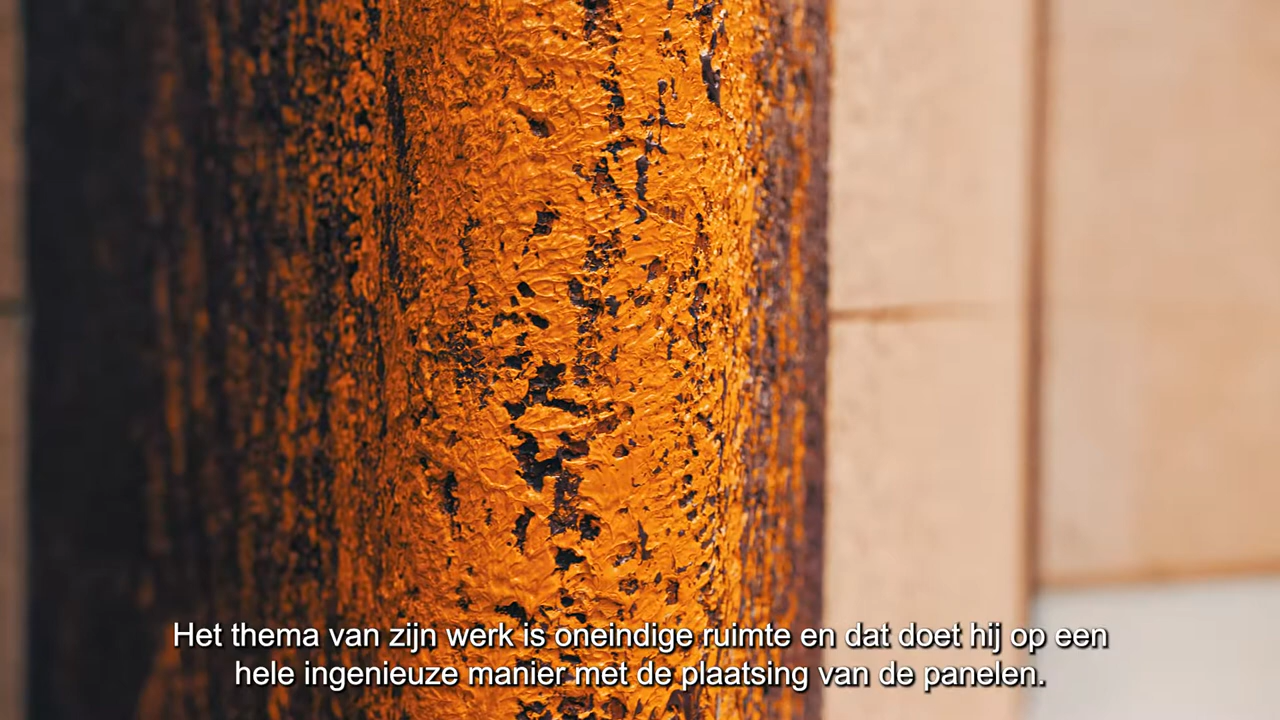 Het thema van zijn werk is oneindige ruimte en dat doet hij op een
hele ingenieuze manier met de plaatsing van de panelen.